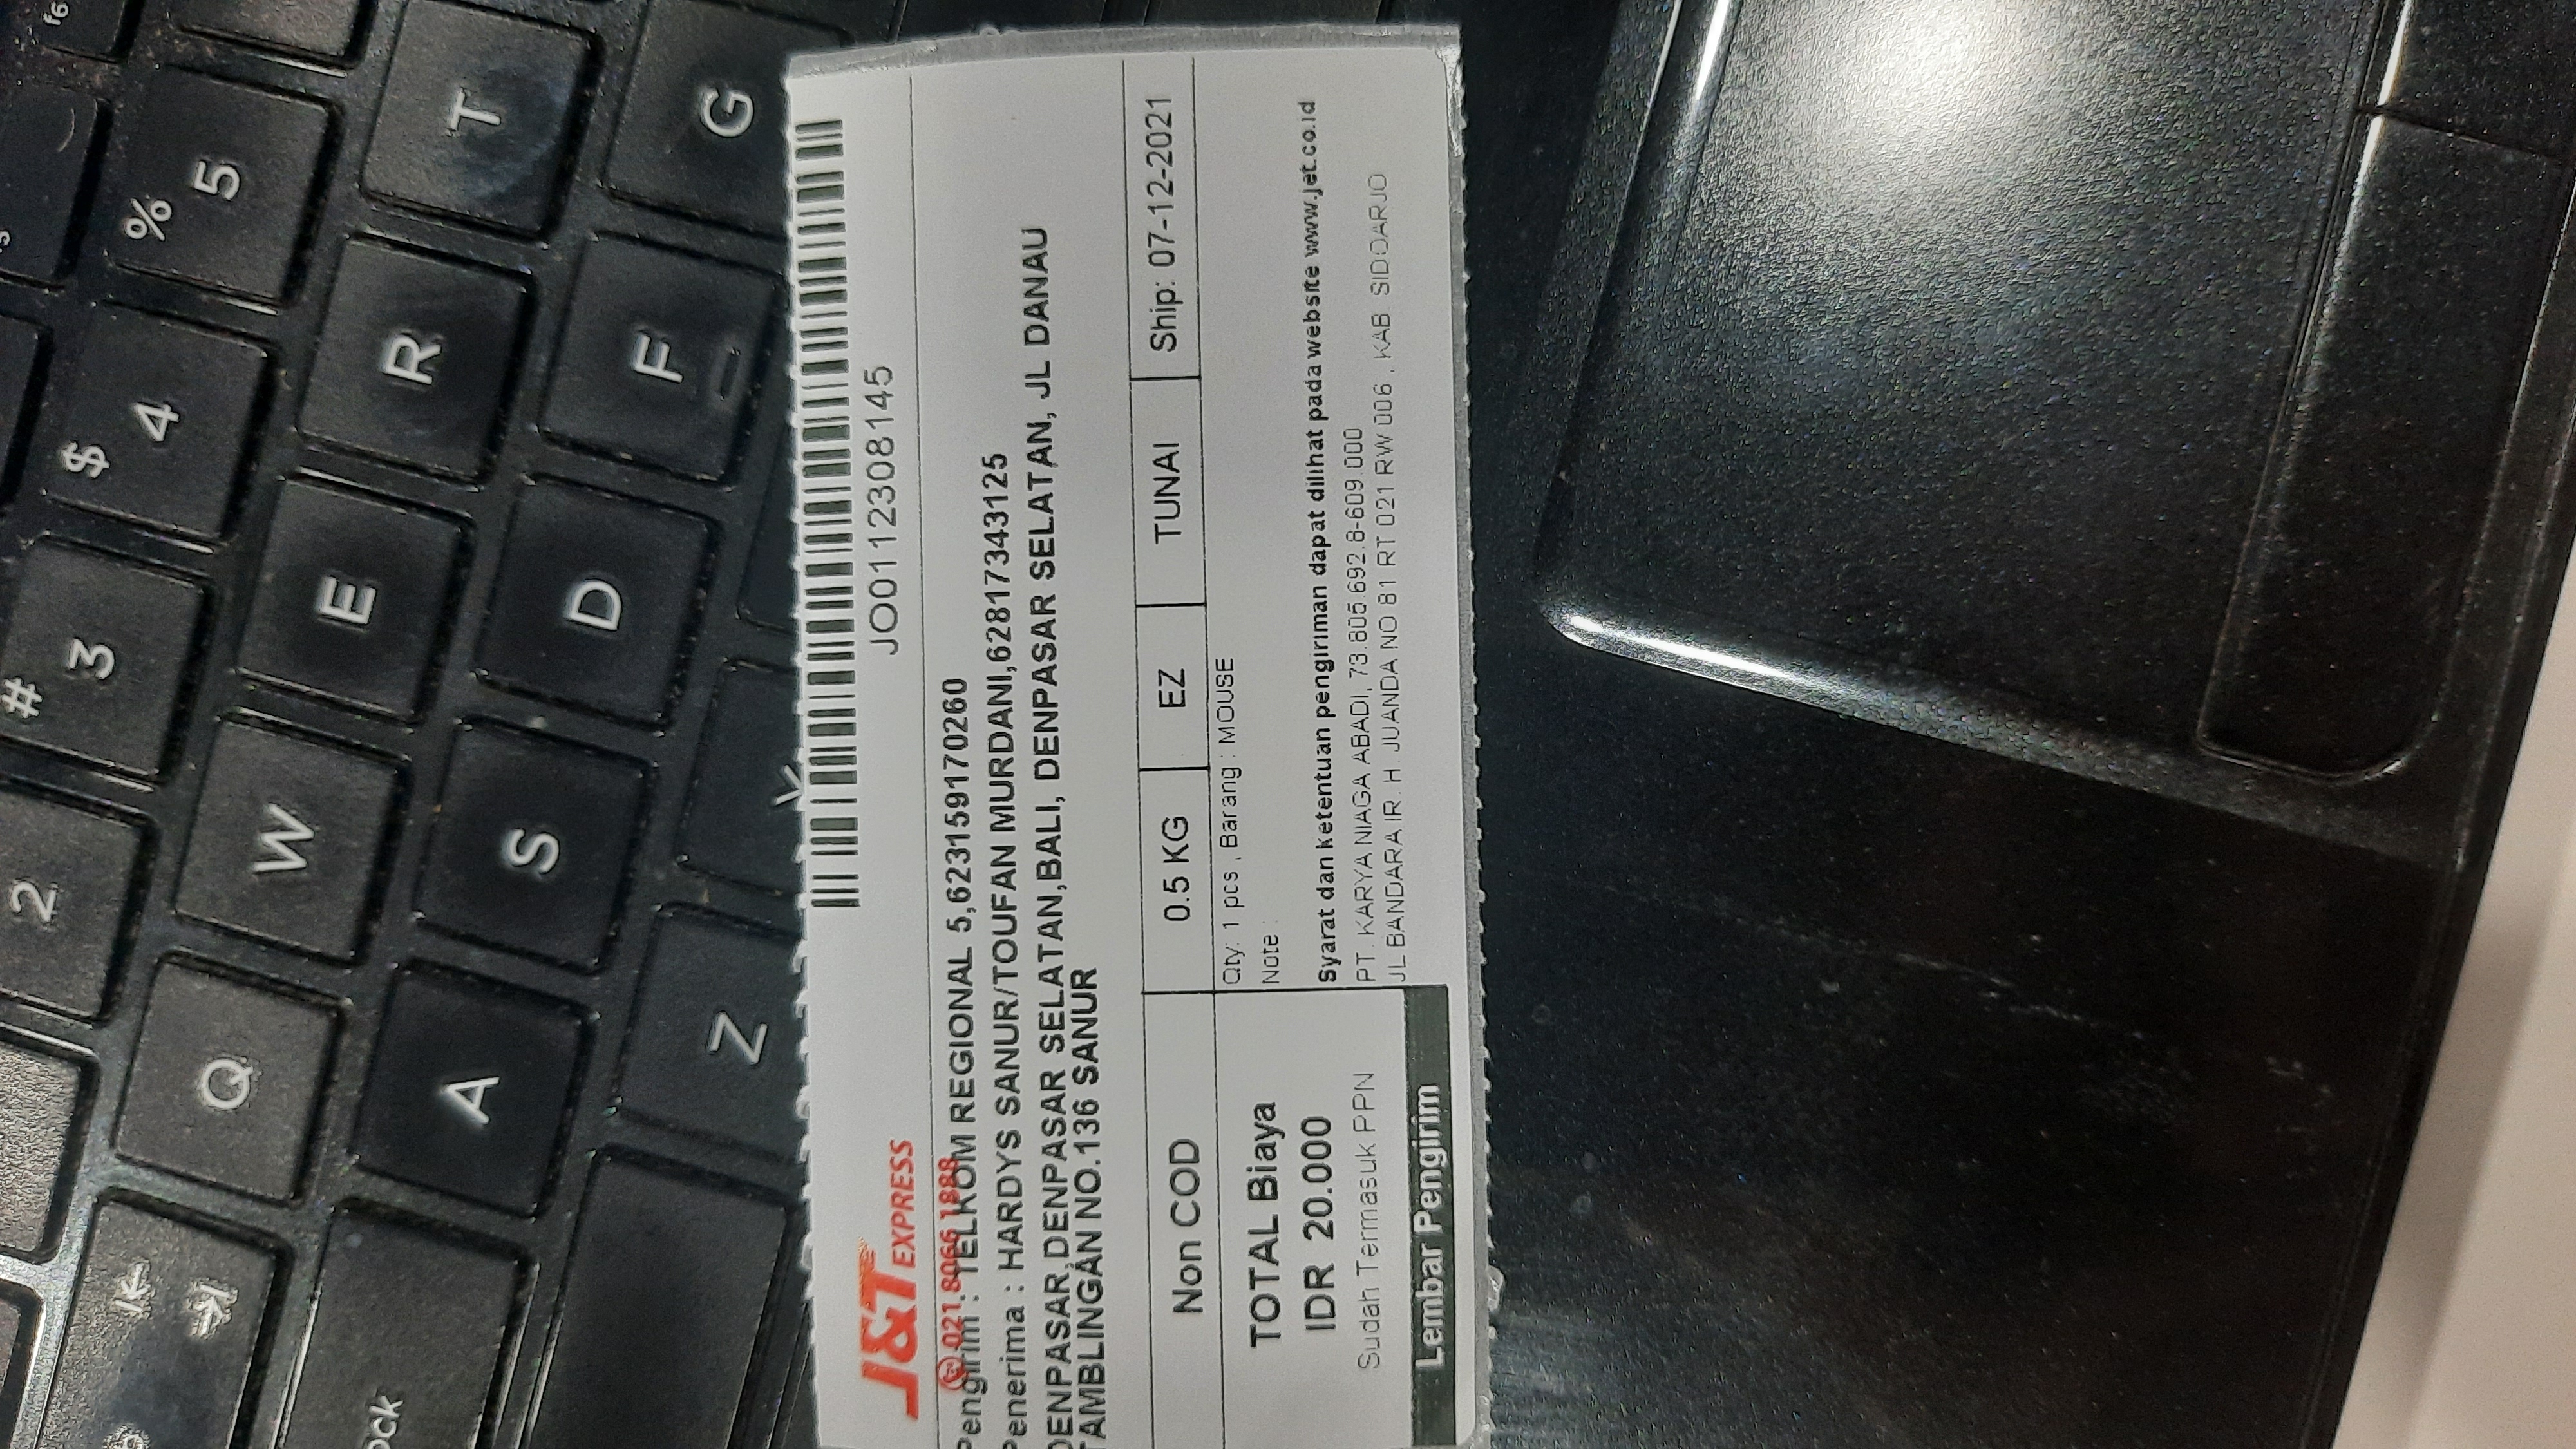 2
#
3
$
4
%
5
f6
Q
W
E
R
T
ock
A
S
D
F
G
Z
J&T EXPRESS
JO0112308145
021 8066 1888
Pengirim : TELKOM REGIONAL 5,623159170260
Penerima : HARDYS SANUR/TOUFAN MURDANI,62817343125
DENPASAR,DENPASAR SELATAN,BALI, DENPASAR SELATAN, JL DANAU
TAMBLINGAN NO.136 SANUR
Non COD
0.5 KG
EZ
TUNAI
Ship: 07-12-2021
TOTAL Biaya
IDR 20.000
Sudah Termasuk PPN
Lembar Pengirim
Qty: 1 pcs , Barang : MOUSE
Note :
Syarat dan ketentuan pengiriman dapat dilihat pada website www.jet.co.id
PT. KARYA NIAGA ABADI, 73.805.692.8-609.000
JL BANDARA IR. H. JUANDA NO 81 RT 021 RW 006 , KAB. SIDOARJO